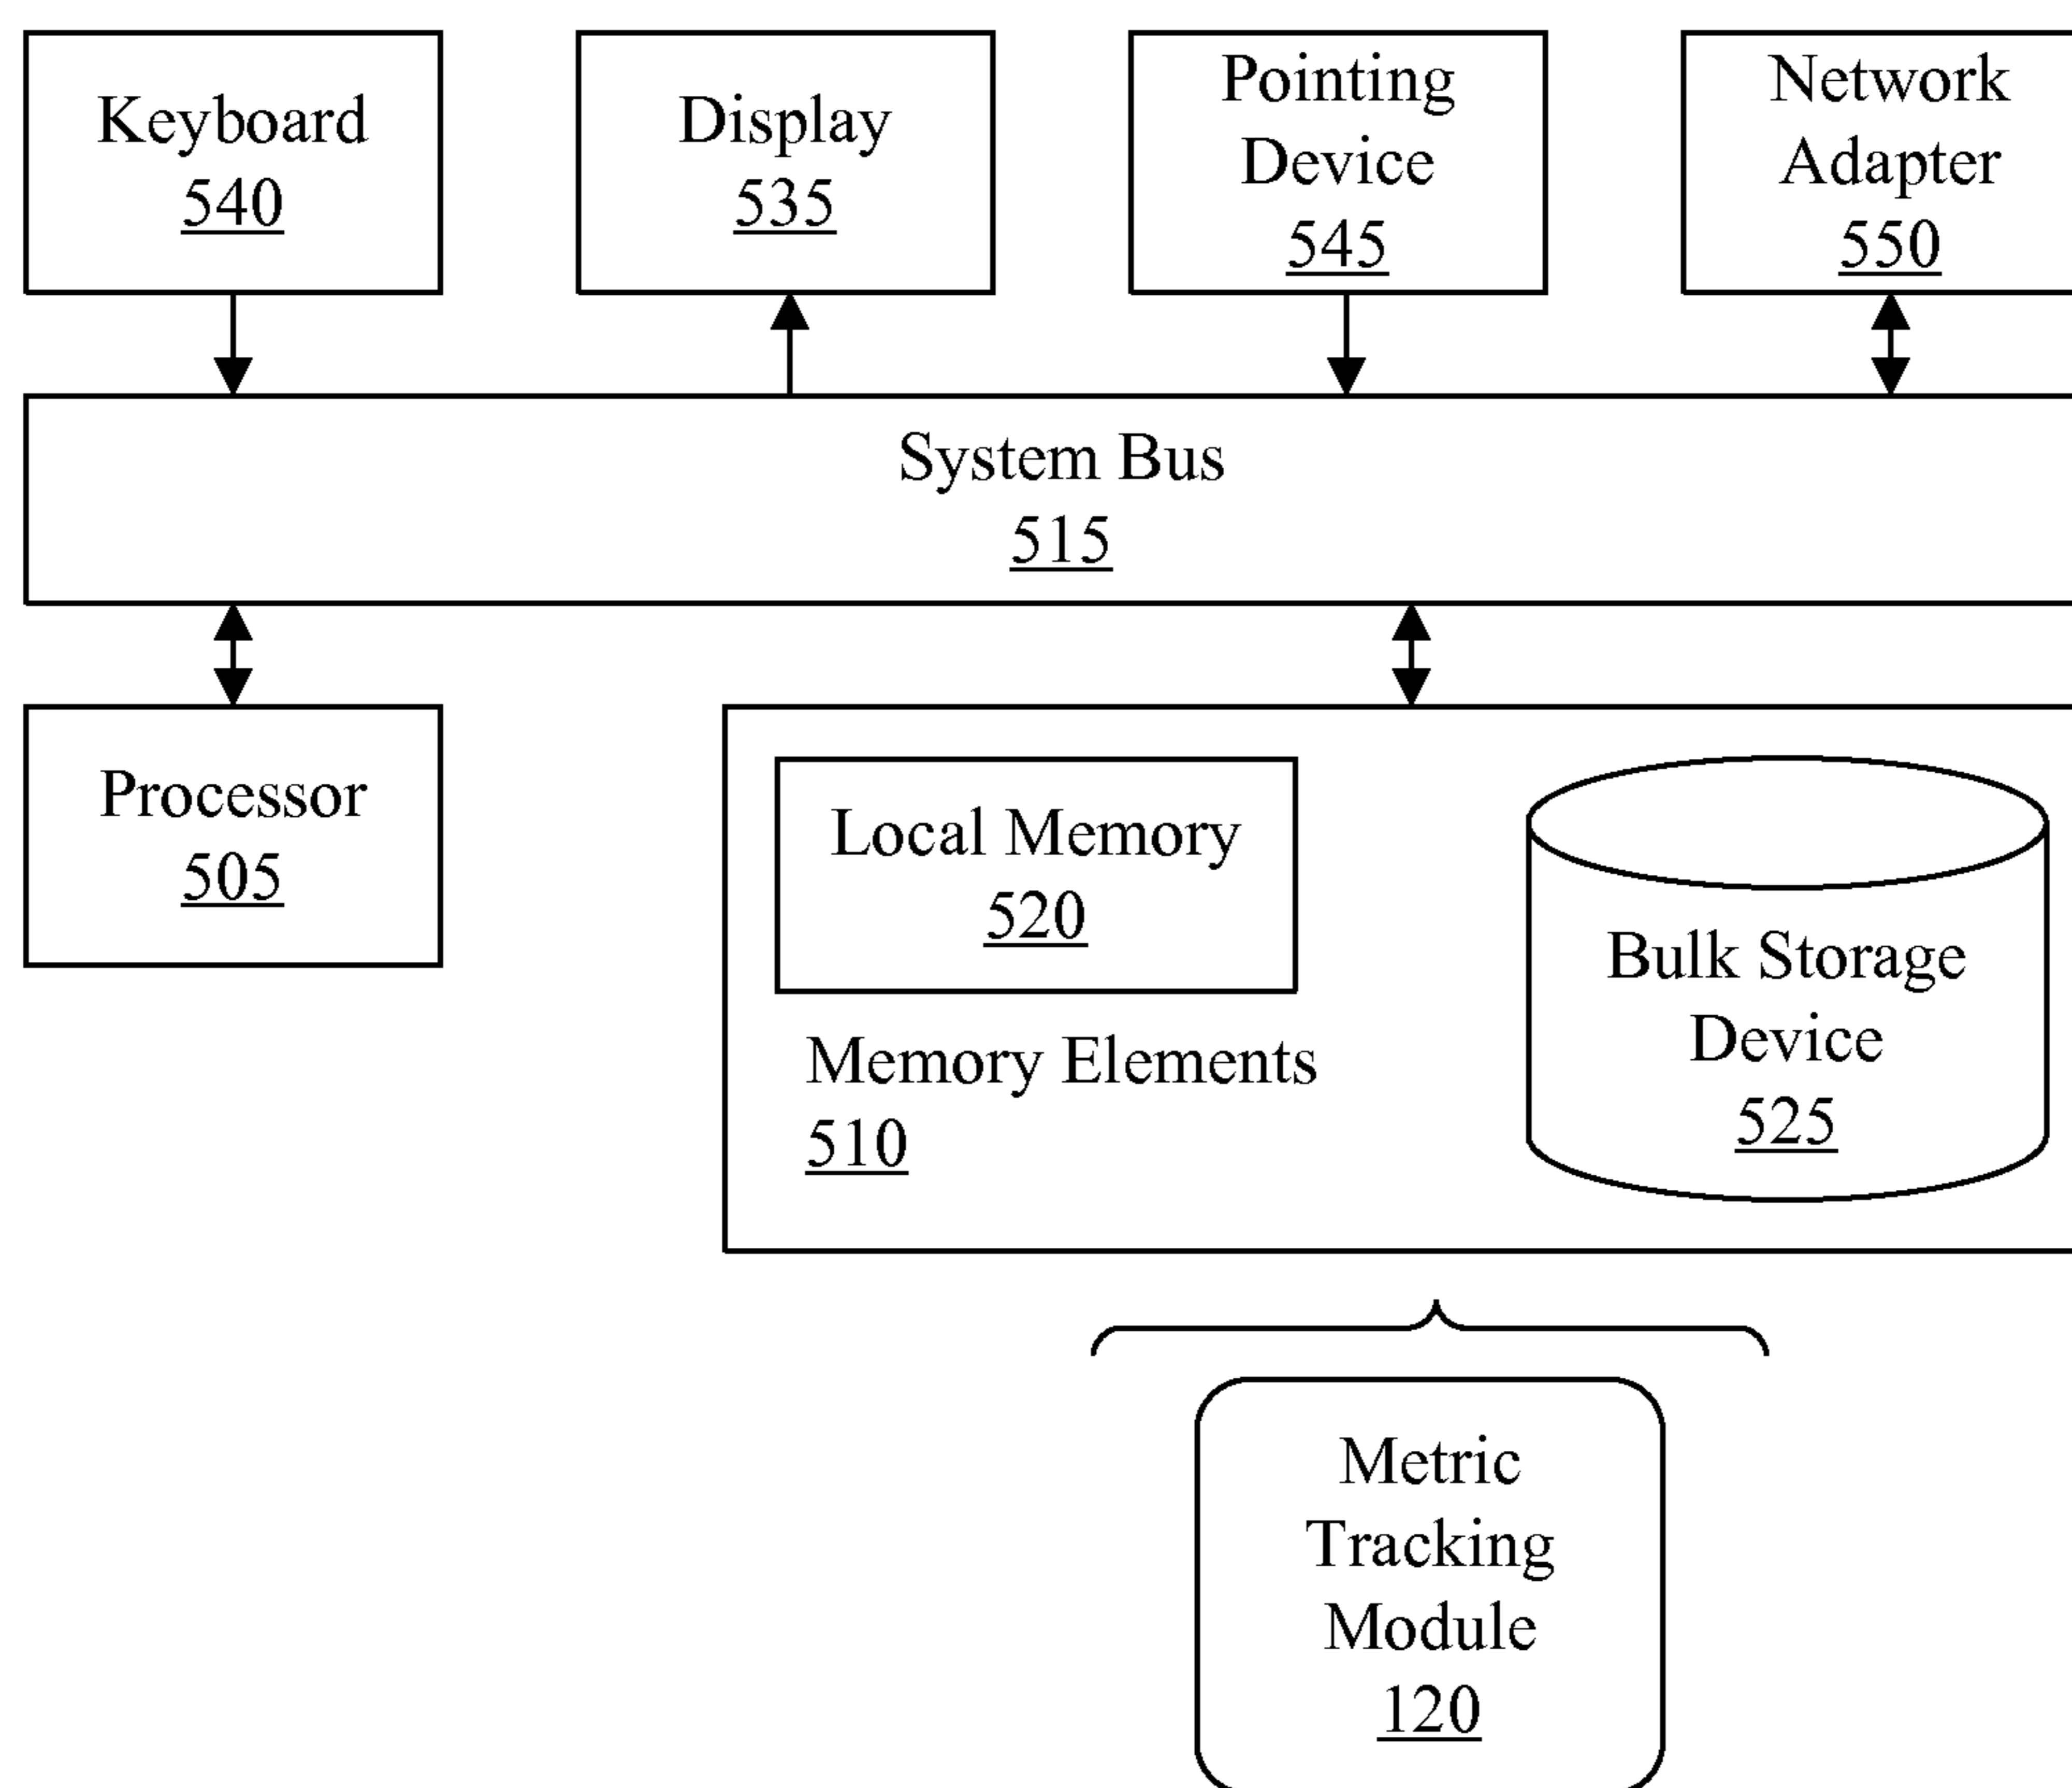 Keyboard
540
Display
535
Pointing
Device
545
Network
Adapter
550
System Bus
515
Processor
505
Local Memory
520
Memory Elements
510
Bulk Storage
Device
525
Metric
Tracking
Module
120